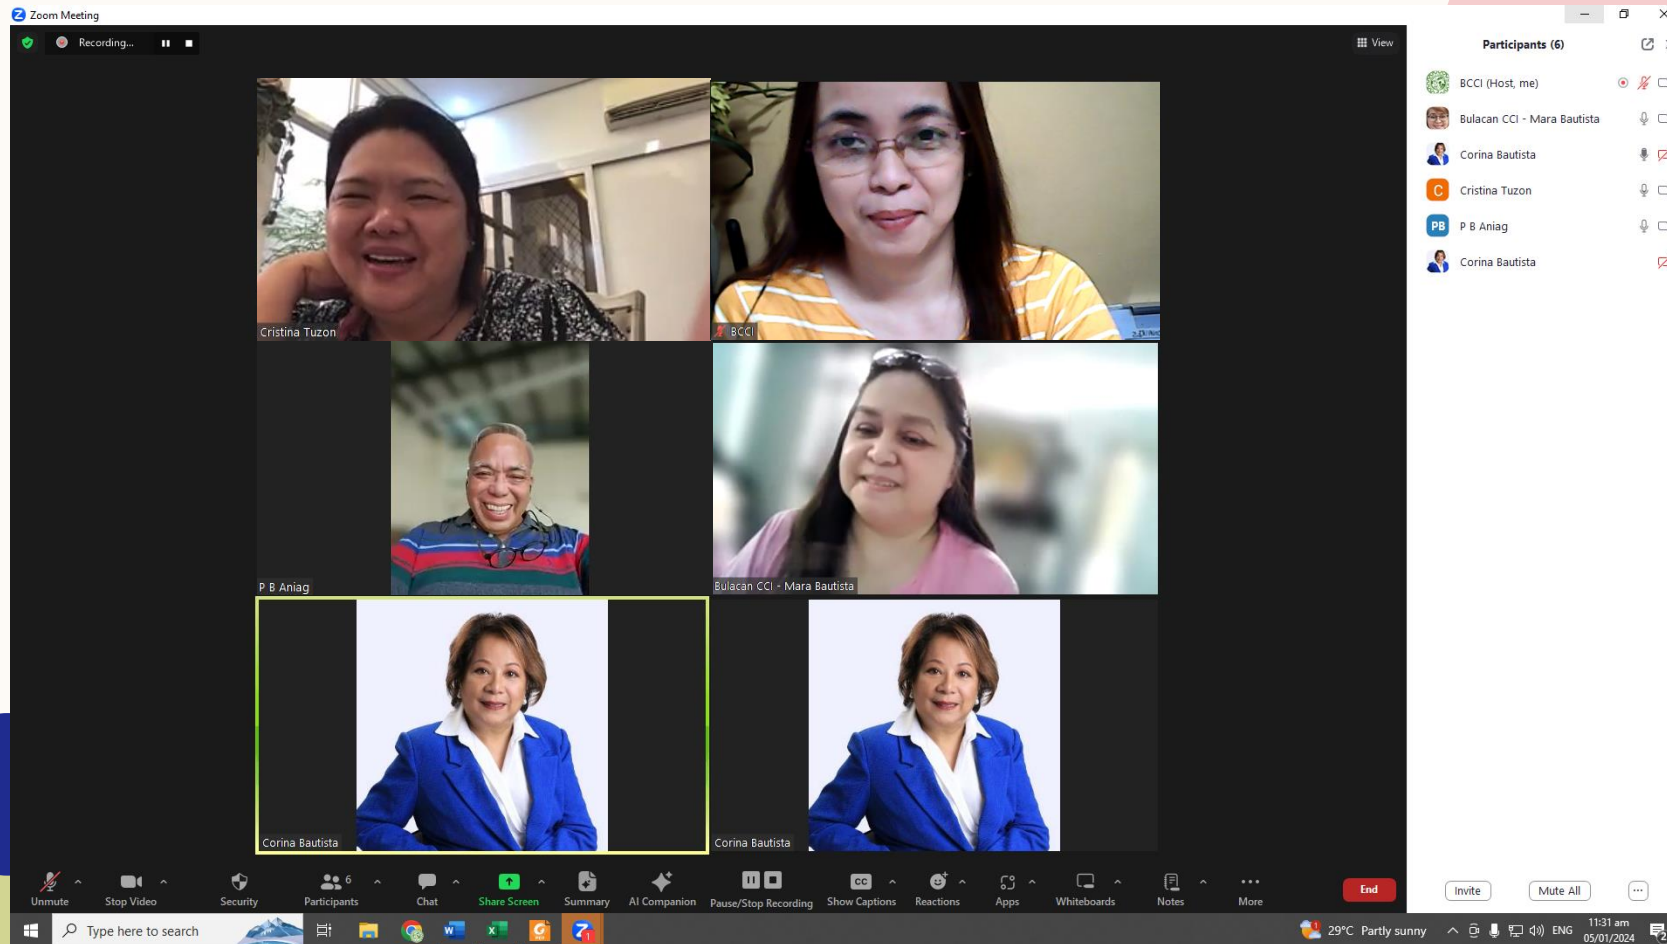 Zoom Meeting
Recording...
View
Participants (6)
BCCI (Host, me)
Bulacan CCI - Mara Bautista
Corina Bautista
C Cristina Tuzon
PB P B Aniag
Corina Bautista
Cristina Tuzon
BCCI
P B Aniag
Bulacan CCI - Mara Bautista
Corina Bautista
Corina Bautista
Unmute
Stop Video
Security
6
Participants
Chat
Share Screen
Summary
AI Companion
Pause/Stop Recording
CC
Show Captions
Reactions
Apps
Whiteboards
Notes
More
End
Invite
Mute All
Type here to search
29°C Partly sunny
ENG
11:31 am
05/01/2024
2